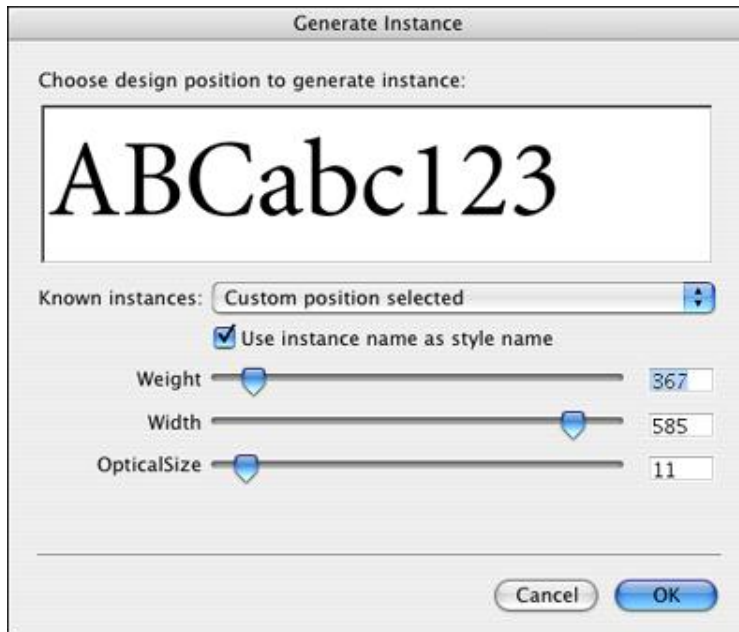 Generate Instance
Choose design position to generate instance:
ABCabc123
Known instances: Custom position selected
Use instance name as style name
Weight 367
Width 585
OpticalSize 11
Cancel OK